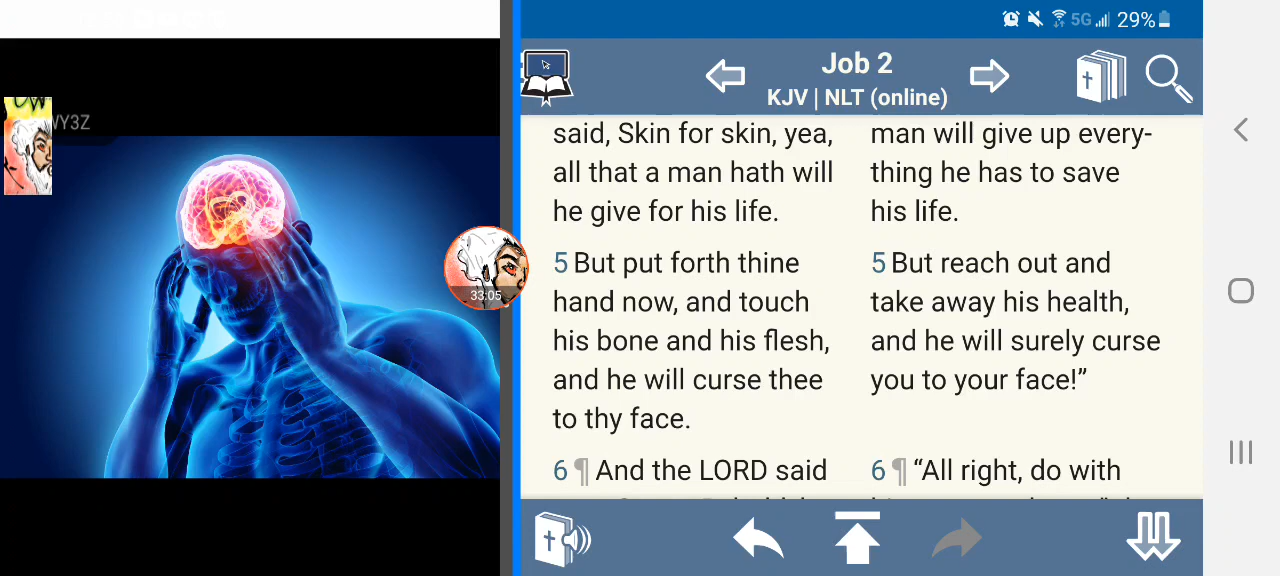 5G 29%
WY3Z
33:05
Job 2
KJV | NLT (online)
said, Skin for skin, yea,
all that a man hath will
he give for his life.
5 But put forth thine
hand now, and touch
his bone and his flesh,
and he will curse thee
to thy face.
6 ¶ And the LORD said
man will give up every-
thing he has to save
his life.
5 But reach out and
take away his health,
and he will surely curse
you to your face!”
6 ¶ “All right, do with